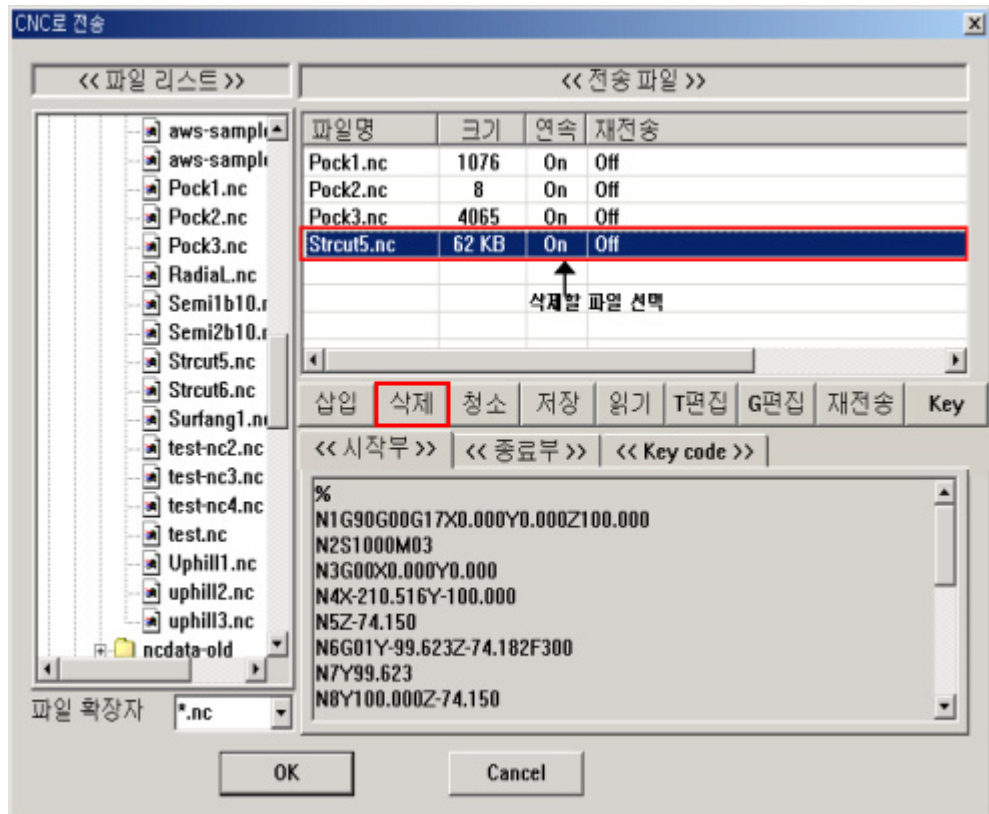 CNC로 전송
<< 파일 리스트 >>
<< 전송 파일 >>
aws-sample
aws-sample
Pock1.nc
Pock2.nc
Pock3.nc
RadiaL.nc
Semi1b10.n
Semi2b10.n
Strcut5.nc
Strcut6.nc
Surfang1.nc
test-nc2.nc
test-nc3.nc
test-nc4.nc
test.nc
Uphill1.nc
uphill2.nc
uphill3.nc
ncdata-old
파일 확장자 *.nc
파일명 크기 연속 재전송
Pock1.nc 1076 On Off
Pock2.nc 8 On Off
Pock3.nc 4065 On Off
Strcut5.nc 62 KB On Off
삭제할 파일 선택
삽입 삭제 청소 저장 읽기 T편집 G편집 재전송 Key
<< 시작부 >> << 종료부 >> << Key code >>
%
N1G90G00G17X0.000Y0.000Z100.000
N2S1000M03
N3G00X0.000Y0.000
N4X-210.516Y-100.000
N5Z-74.150
N6G01Y-99.623Z-74.182F300
N7Y99.623
N8Y100.000Z-74.150
OK Cancel